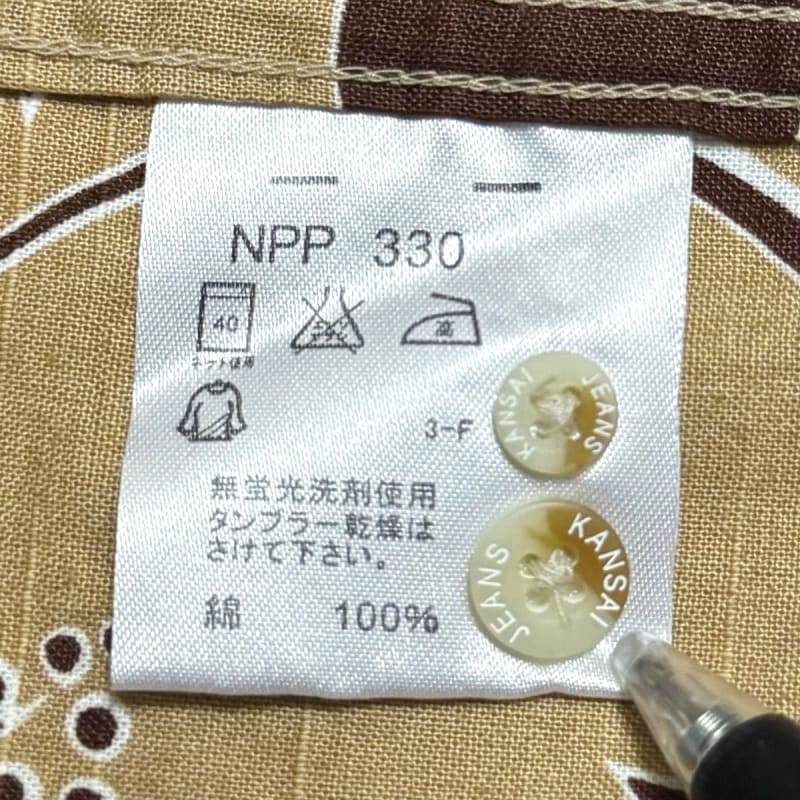 NPP 330
40
ネット使用
高
3-F
KANSAI JEANS
無蛍光洗剤使用
タンブラー乾燥は
さけて下さい。
KANSAI JEANS
綿 100%